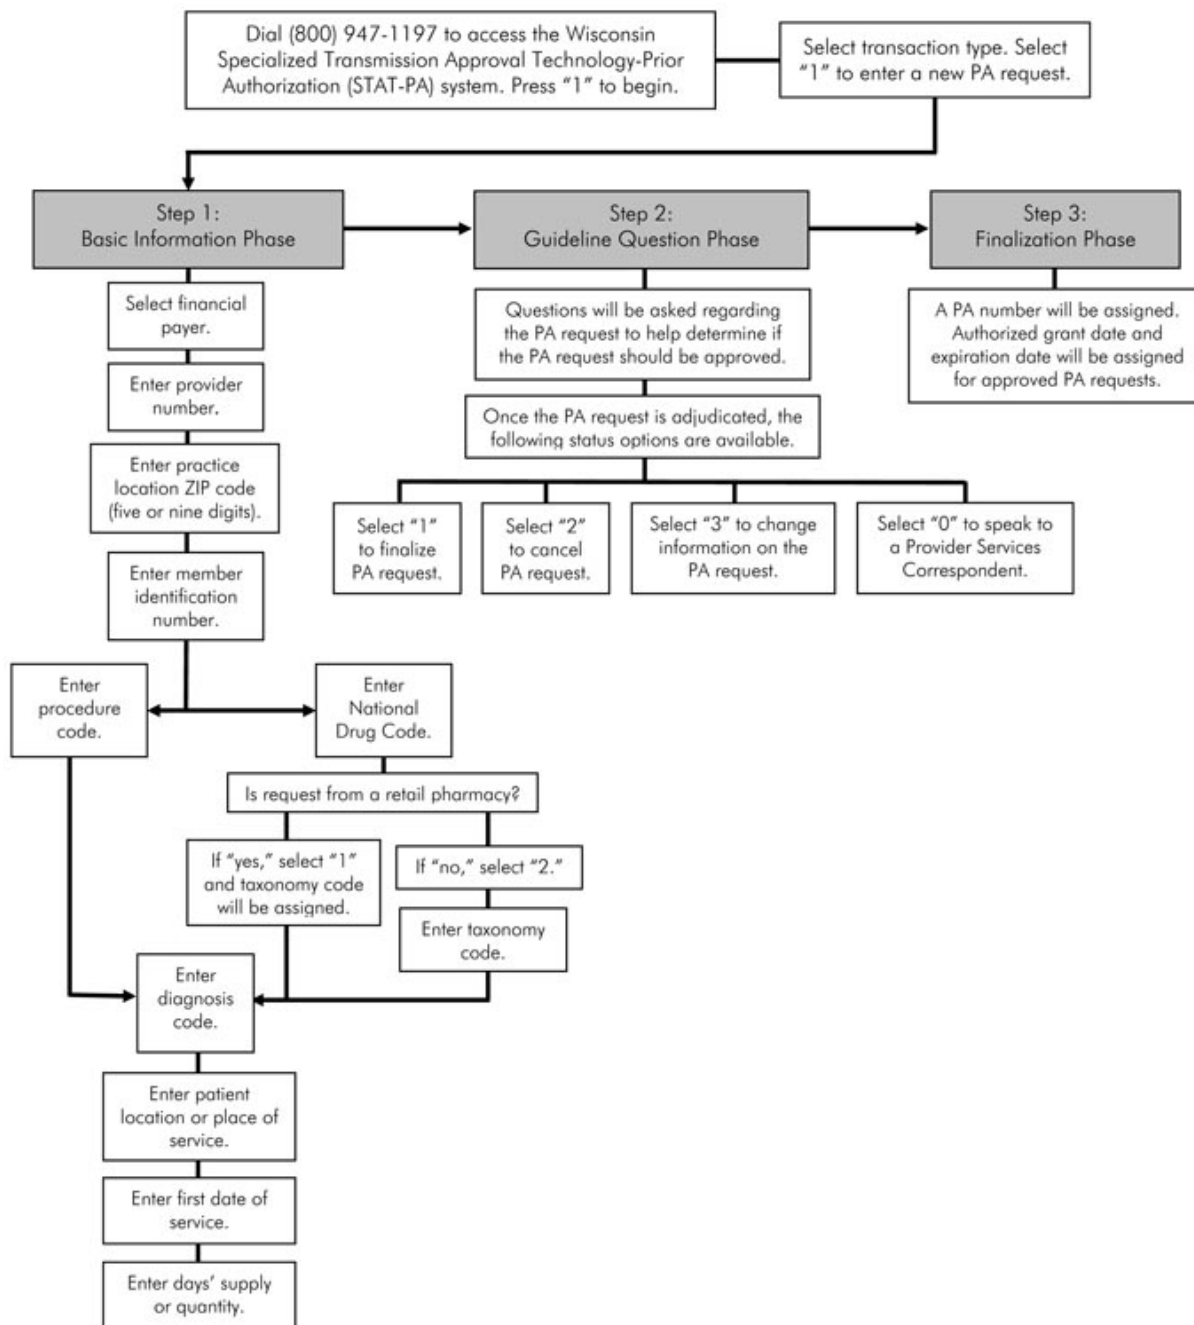 Dial (800) 947-1197 to access the Wisconsin
Specialized Transmission Approval Technology-Prior
Authorization (STAT-PA) system. Press “1” to begin.
Select transaction type. Select
“1” to enter a new PA request.
Step 1:
Basic Information Phase
Step 2:
Guideline Question Phase
Step 3:
Finalization Phase
Select financial
payer.
Enter provider
number.
Enter practice
location ZIP code
(five or nine digits).
Enter member
identification
number.
Questions will be asked regarding
the PA request to help determine if
the PA request should be approved.
Once the PA request is adjudicated, the
following status options are available.
Select “1”
to finalize
PA request.
Select “2”
to cancel
PA request.
Select “3” to change
information on the
PA request.
Select “0” to speak to
a Provider Services
Correspondent.
A PA number will be assigned.
Authorized grant date and
expiration date will be assigned
for approved PA requests.
Enter
procedure
code.
Enter
National
Drug Code.
Is request from a retail pharmacy?
If “yes,” select “1”
and taxonomy code
will be assigned.
If “no,” select “2.”
Enter taxonomy
code.
Enter
diagnosis
code.
Enter patient
location or place of
service.
Enter first date of
service.
Enter days’ supply
or quantity.